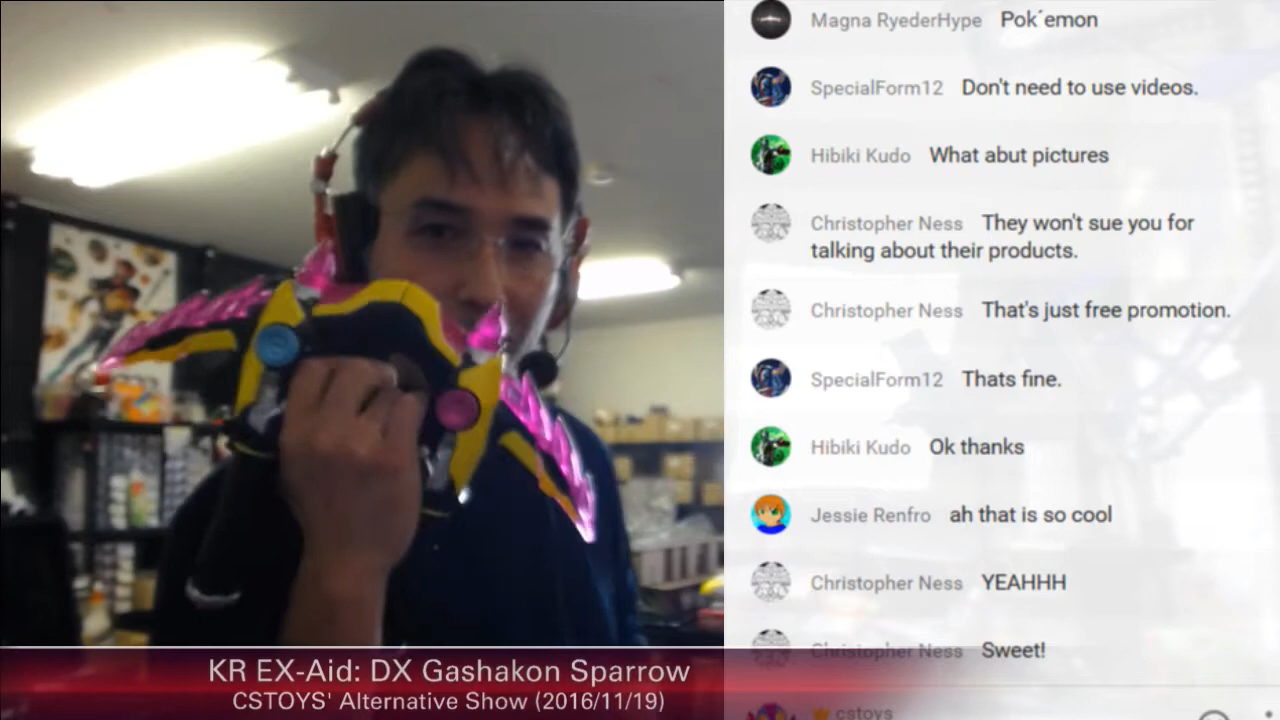 Magna RyederHype Pok´emon
SpecialForm12 Don't need to use videos.
Hibiki Kudo What abut pictures
Christopher Ness They won't sue you for
talking about their products.
Christopher Ness That's just free promotion.
SpecialForm12 Thats fine.
Hibiki Kudo Ok thanks
Jessie Renfro ah that is so cool
Christopher Ness YEAHHH
Christopher Ness Sweet!
cstoys
KR EX-Aid: DX Gashakon Sparrow
CSTOYS' Alternative Show (2016/11/19)